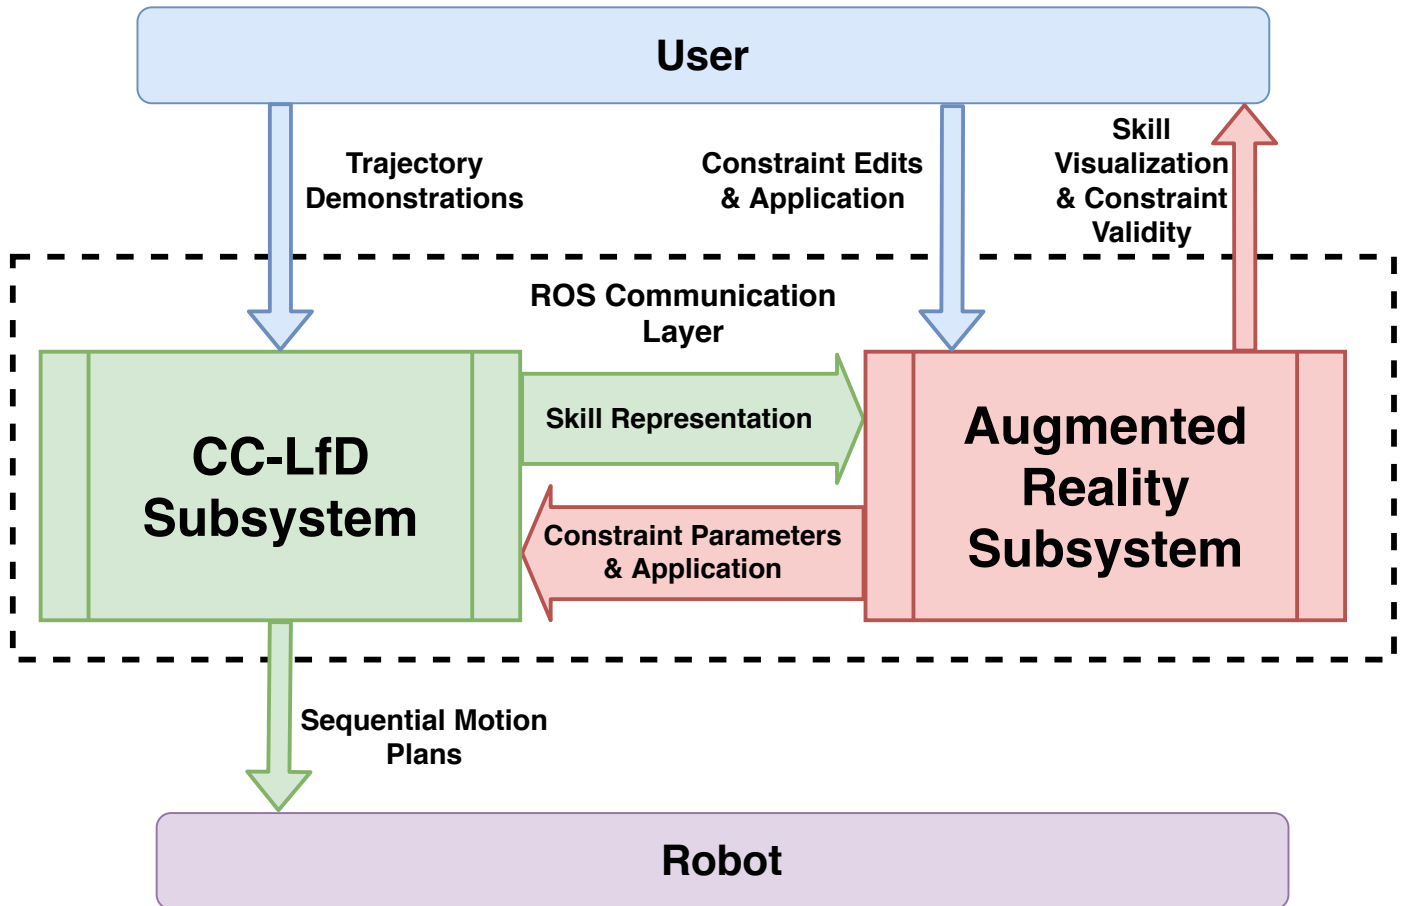 User
Trajectory
Demonstrations
Constraint Edits
& Application
Skill
Visualization
& Constraint
Validity
ROS Communication
Layer
CC-LfD
Subsystem
Skill Representation
Constraint Parameters
& Application
Augmented
Reality
Subsystem
Sequential Motion
Plans
Robot